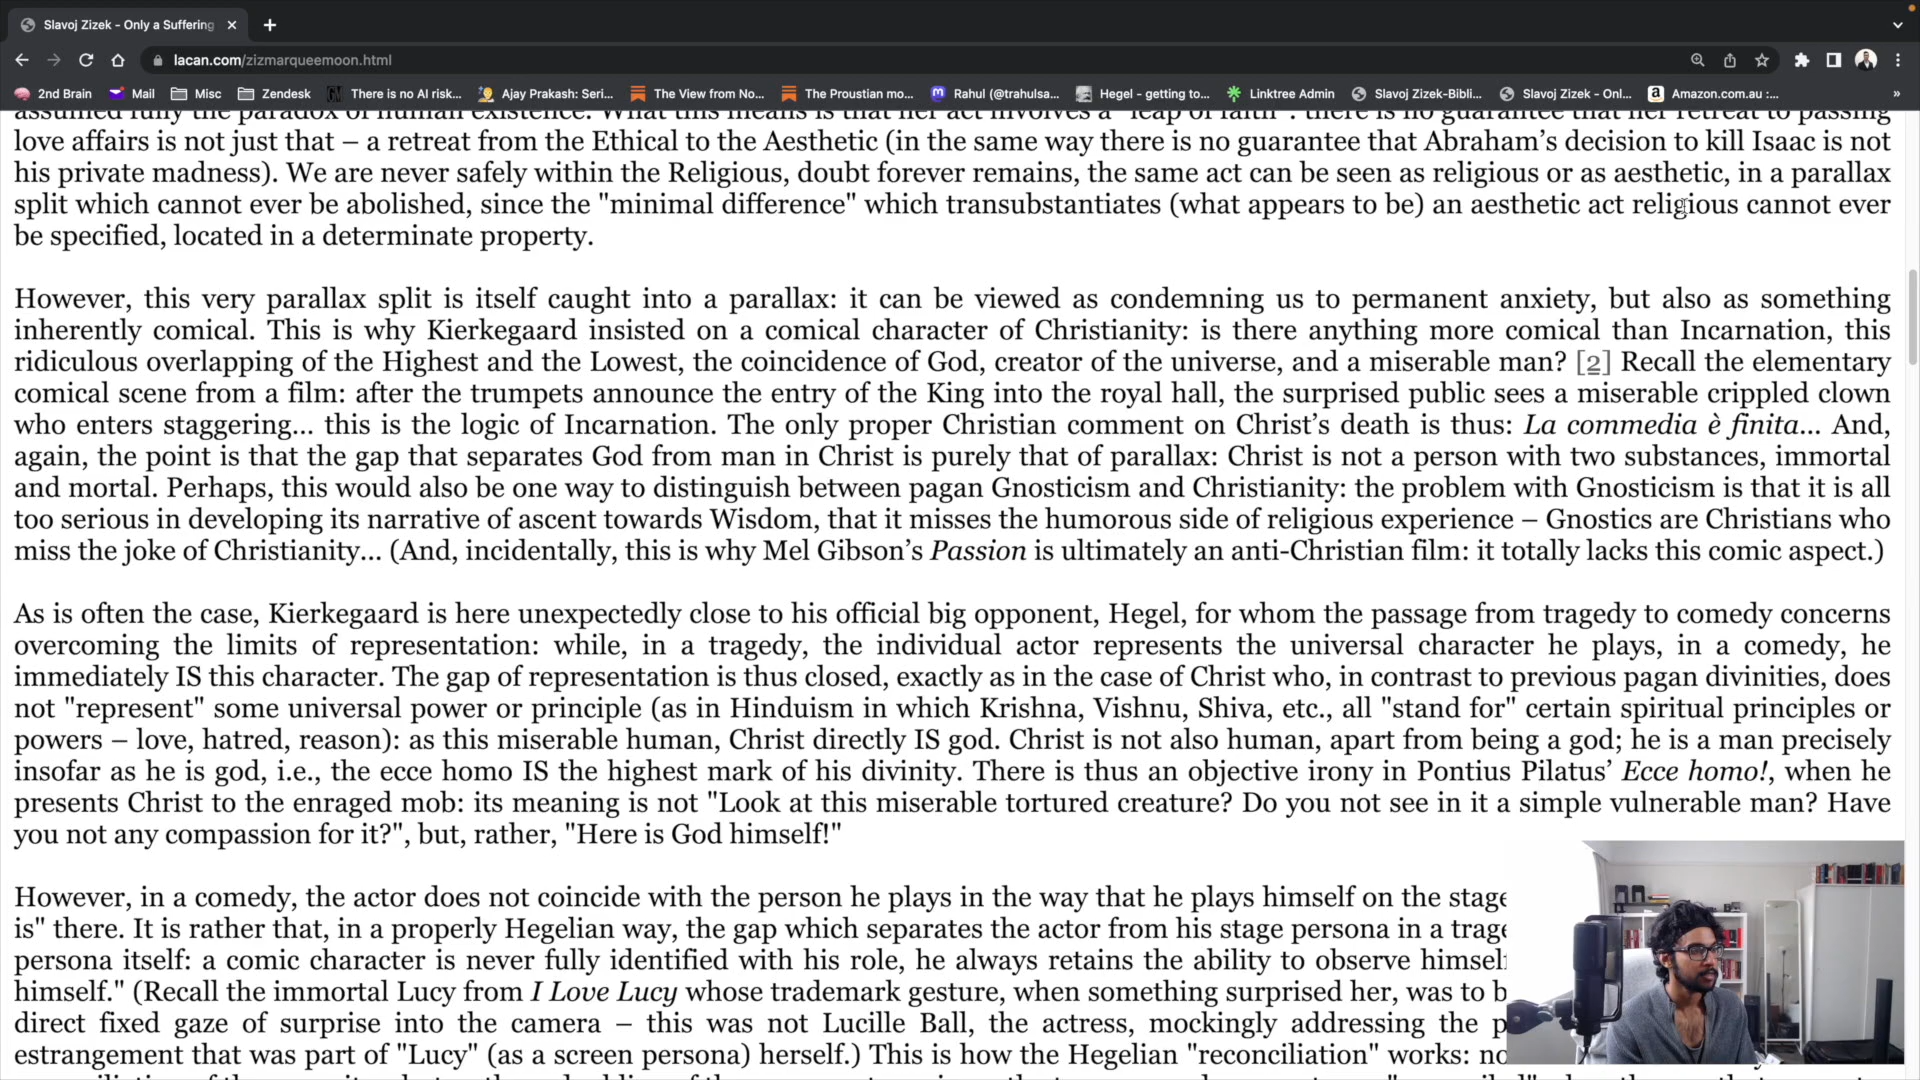 Slavoj Zizek - Only a Suffering
lacan.com/zizmarqueemoon.html
2nd Brain Mail Misc Zendesk There is no AI risk... Ajay Prakash: Seri... The View from No... The Proustian mo... Rahul (@trahulsa... Hegel - getting to... Linktree Admin Slavoj Zizek-Bibli... Slavoj Zizek - Onl... Amazon.com.au :... »
assumed fully the paradox of human existence. What this means is that her act involves a "leap of faith": there is no guarantee that her retreat to passing
love affairs is not just that – a retreat from the Ethical to the Aesthetic (in the same way there is no guarantee that Abraham's decision to kill Isaac is not
his private madness). We are never safely within the Religious, doubt forever remains, the same act can be seen as religious or as aesthetic, in a parallax
split which cannot ever be abolished, since the "minimal difference" which transubstantiates (what appears to be) an aesthetic act religious cannot ever
be specified, located in a determinate property.
However, this very parallax split is itself caught into a parallax: it can be viewed as condemning us to permanent anxiety, but also as something
inherently comical. This is why Kierkegaard insisted on a comical character of Christianity: is there anything more comical than Incarnation, this
ridiculous overlapping of the Highest and the Lowest, the coincidence of God, creator of the universe, and a miserable man? [2] Recall the elementary
comical scene from a film: after the trumpets announce the entry of the King into the royal hall, the surprised public sees a miserable crippled clown
who enters staggering... this is the logic of Incarnation. The only proper Christian comment on Christ's death is thus: La commedia è finita... And,
again, the point is that the gap that separates God from man in Christ is purely that of parallax: Christ is not a person with two substances, immortal
and mortal. Perhaps, this would also be one way to distinguish between pagan Gnosticism and Christianity: the problem with Gnosticism is that it is all
too serious in developing its narrative of ascent towards Wisdom, that it misses the humorous side of religious experience – Gnostics are Christians who
miss the joke of Christianity... (And, incidentally, this is why Mel Gibson's Passion is ultimately an anti-Christian film: it totally lacks this comic aspect.)
As is often the case, Kierkegaard is here unexpectedly close to his official big opponent, Hegel, for whom the passage from tragedy to comedy concerns
overcoming the limits of representation: while, in a tragedy, the individual actor represents the universal character he plays, in a comedy, he
immediately IS this character. The gap of representation is thus closed, exactly as in the case of Christ who, in contrast to previous pagan divinities, does
not "represent" some universal power or principle (as in Hinduism in which Krishna, Vishnu, Shiva, etc., all "stand for" certain spiritual principles or
powers – love, hatred, reason): as this miserable human, Christ directly IS god. Christ is not also human, apart from being a god; he is a man precisely
insofar as he is god, i.e., the ecce homo IS the highest mark of his divinity. There is thus an objective irony in Pontius Pilatus' Ecce homo!, when he
presents Christ to the enraged mob: its meaning is not "Look at this miserable tortured creature? Do you not see in it a simple vulnerable man? Have
you not any compassion for it?", but, rather, "Here is God himself!"
However, in a comedy, the actor does not coincide with the person he plays in the way that he plays himself on the stage
is" there. It is rather that, in a properly Hegelian way, the gap which separates the actor from his stage persona in a trage
persona itself: a comic character is never fully identified with his role, he always retains the ability to observe himsel
himself." (Recall the immortal Lucy from I Love Lucy whose trademark gesture, when something surprised her, was to b
direct fixed gaze of surprise into the camera – this was not Lucille Ball, the actress, mockingly addressing the p
estrangement that was part of "Lucy" (as a screen persona) herself.) This is how the Hegelian "reconciliation" works: no